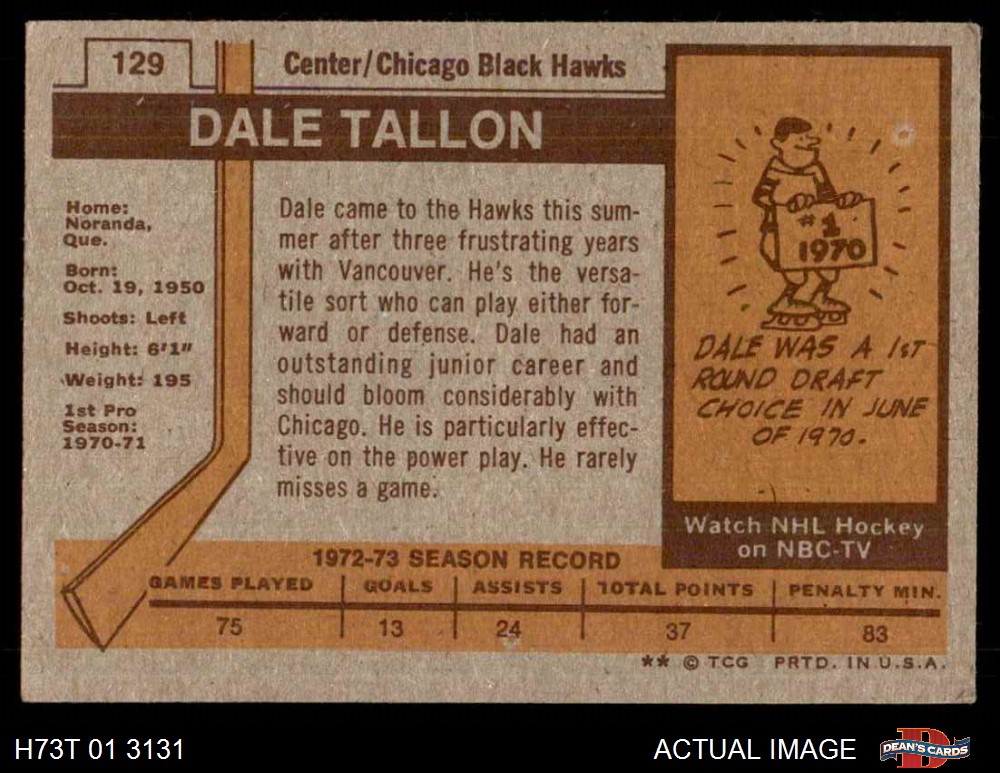 129
Center/Chicago Black Hawks
DALE TALLON
Home:
Noranda,
Que.
Born:
Oct. 19, 1950
Shoots: Left
Height: 6'1"
Weight: 195
1st Pro
Season:
1970-71
Dale came to the Hawks this sum-
mer after three frustrating years
with Vancouver. He's the versa-
tile sort who can play either for-
ward or defense. Dale had an
outstanding junior career and
should bloom considerably with
Chicago. He is particularly effec-
tive on the power play. He rarely
misses a game.
#1
1970
DALE WAS A 1ST
ROUND DRAFT
CHOICE IN JUNE
OF 1970.
Watch NHL Hockey
on NBC-TV
1972-73 SEASON RECORD
GAMES PLAYED GOALS ASSISTS TOTAL POINTS PENALTY MIN.
75 13 24 37 83
** © TCG PRTD. IN U.S.A.
H73T 01 3131
ACTUAL IMAGE
DEAN'S CARDS